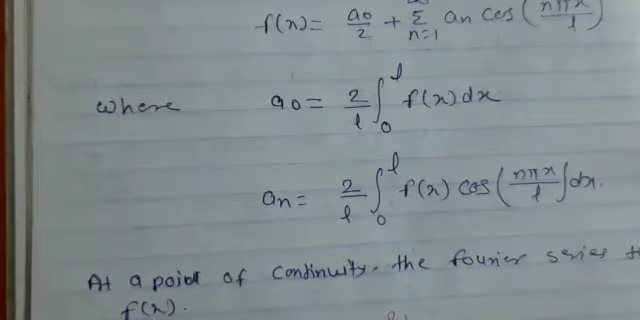 f(x) = a0/2 + Σ n=1 an cos(nπx/l)
where a0 = 2/l ∫0^l f(x) dx
an = 2/l ∫0^l f(x) cos(nπx/l) dx.
At a point of continuity, the fourier series
f(x).